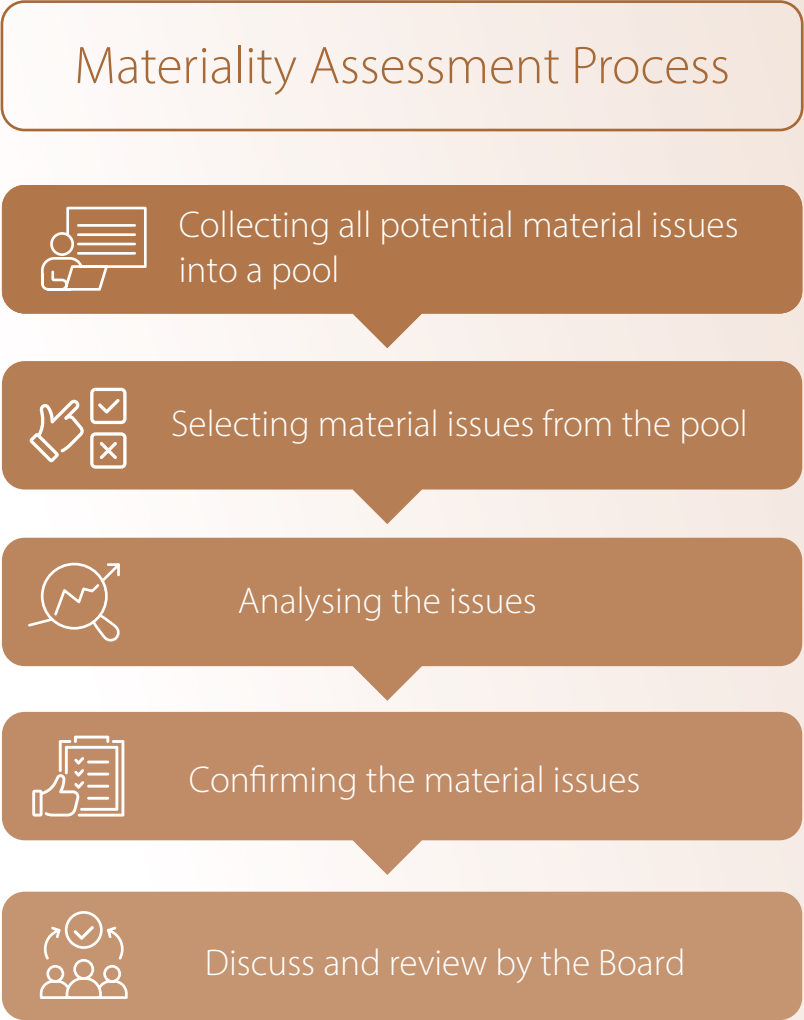 Materiality Assessment Process
Collecting all potential material issues
into a pool
Selecting material issues from the pool
Analysing the issues
Confirming the material issues
Discuss and review by the Board